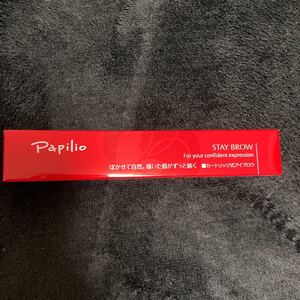 Papilio
STAY BROW
For your confident expression
ぼかせて自然。描いた眉がずっと続く ■カートリッジ式アイブロウ